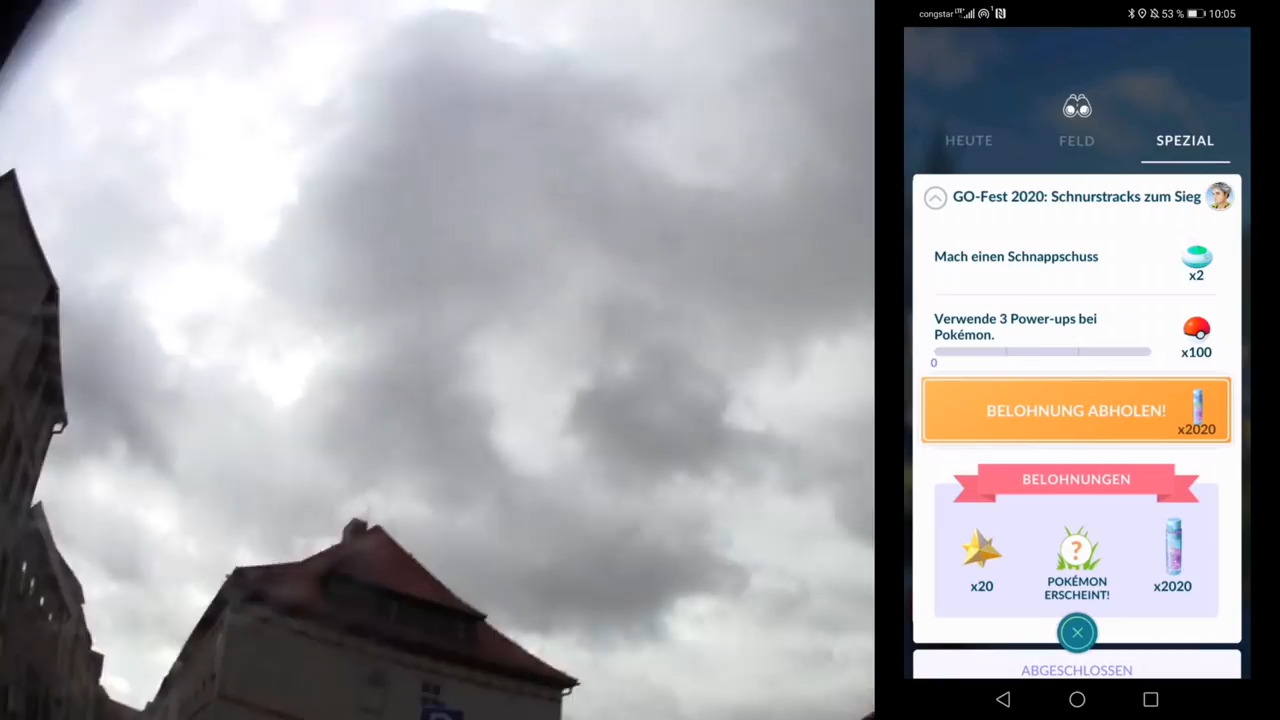 congstar
53 %
10:05
HEUTE
FELD
SPEZIAL
GO-Fest 2020: Schnurstracks zum Sieg
Mach einen Schnappschuss
x2
Verwende 3 Power-ups bei
Pokémon.
0
x100
BELOHNUNG ABHOLEN!
x2020
BELOHNUNGEN
x20
POKÉMON
ERSCHEINT!
x2020
ABGESCHLOSSEN